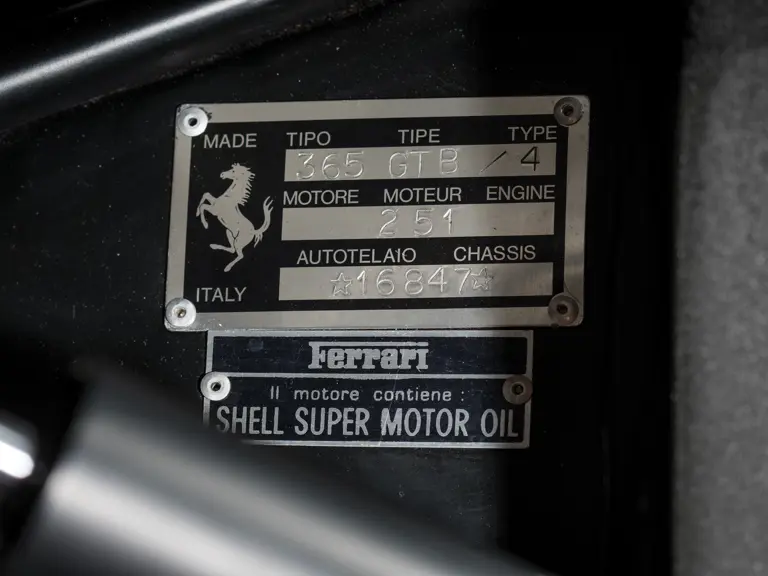 MADE TIPO TIPE TYPE
365 GTB / 4
MOTORE MOTEUR ENGINE
251
AUTOTELAIO CHASSIS
☆16847☆
ITALY
Ferrari
Il motore contiene :
SHELL SUPER MOTOR OIL